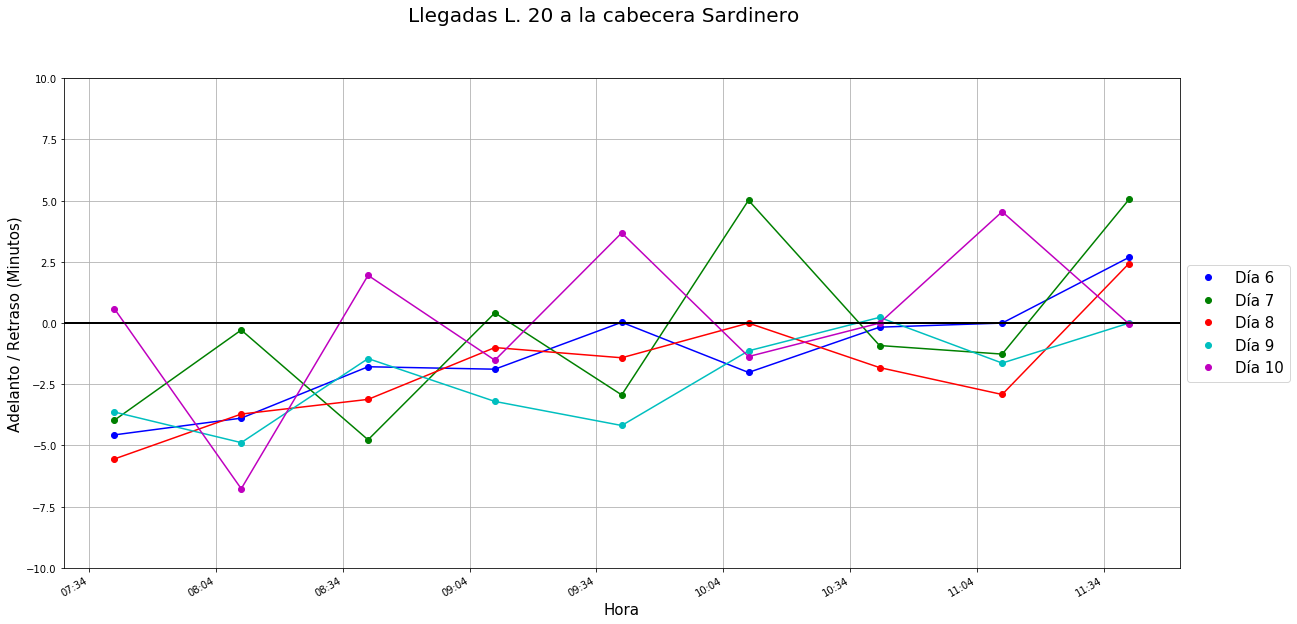 Llegadas L. 20 a la cabecera Sardinero
Adelanto / Retraso (Minutos)
10.0
7.5
5.0
2.5
0.0
−2.5
−5.0
−7.5
−10.0
07:34
08:04
08:34
09:04
09:34
10:04
10:34
11:04
11:34
Hora
Día 6
Día 7
Día 8
Día 9
Día 10